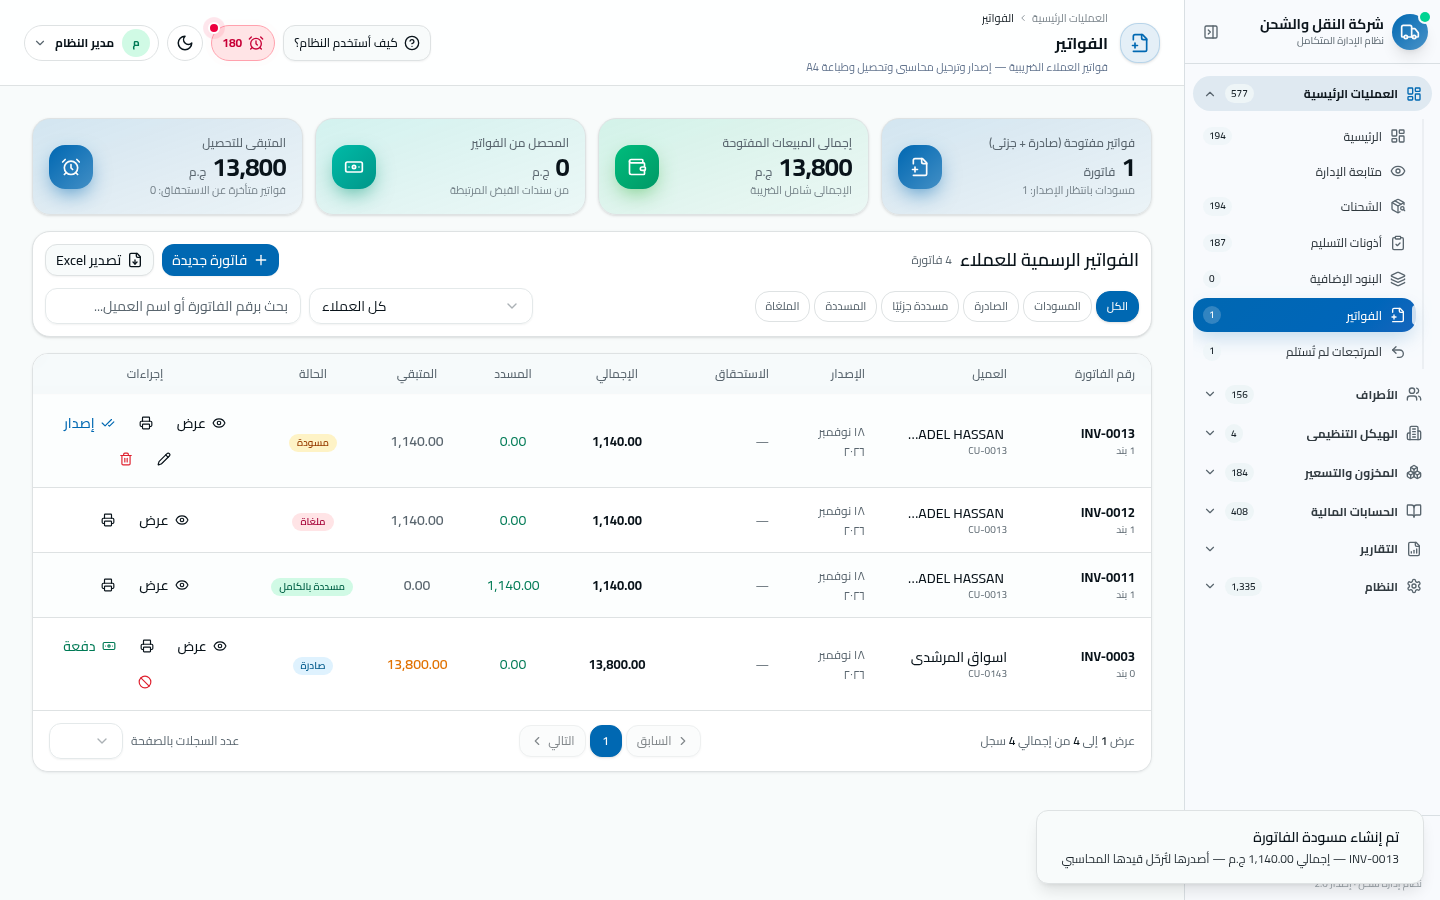 شركة النقل والشحن
نظام الإدارة المتكامل
العمليات الرئيسية 577
الرئيسية 194
متابعة الإدارة
الشحنات 194
أذونات التسليم 187
البنود الإضافية 0
الفواتير 1
المرتجعات لم تُستلم 1
الأطراف 156
الهيكل التنظيمي 4
المخزون والتسعير 184
الحسابات المالية 408
التقارير
النظام 1,335
العمليات الرئيسية
الفواتير
الفواتير
فواتير العملاء الضريبية — إصدار وترحيل محاسبي وتحصيل وطباعة A4
كيف أستخدم النظام؟
180
م
مدير النظام
فواتير مفتوحة (صادرة + جزئي)
1 فاتورة
مسودات بانتظار الإصدار: 1
إجمالي المبيعات المفتوحة
13,800 ج.م
الإجمالي شامل الضريبة
المحصل من الفواتير
0 ج.م
من سندات القبض المرتبطة
المتبقي للتحصيل
13,800 ج.م
فواتير متأخرة عن الاستحقاق: 0
الفواتير الرسمية للعملاء 4 فاتورة
فاتورة جديدة
تصدير Excel
الكل
المسودات
الصادرة
مسددة جزئيًا
المسددة
الملغاة
كل العملاء
بحث برقم الفاتورة أو اسم العميل...
رقم الفاتورة العميل الإصدار الاستحقاق الإجمالي المسدد المتبقي الحالة إجراءات
INV-0013 ADEL HASSAN... ١٨ نوفمبر — 1,140.00 0.00 1,140.00 مسودة عرض إصدار
1 بند CU-0013 ٢٠٢٦
INV-0012 ADEL HASSAN... ١٨ نوفمبر — 1,140.00 0.00 1,140.00 ملغاة عرض
1 بند CU-0013 ٢٠٢٦
INV-0011 ADEL HASSAN... ١٨ نوفمبر — 1,140.00 1,140.00 0.00 مسددة بالكامل عرض
1 بند CU-0013 ٢٠٢٦
INV-0003 اسواق المرشدى ١٨ نوفمبر — 13,800.00 0.00 13,800.00 صادرة عرض دفعة
0 بند CU-0143 ٢٠٢٦
عرض 1 إلى 4 من إجمالي 4 سجل
السابق
1
التالي
عدد السجلات بالصفحة
تم إنشاء مسودة الفاتورة
INV-0013 — إجمالي 1,140.00 ج.م — أصدرها لتُرحّل قيدها المحاسبي